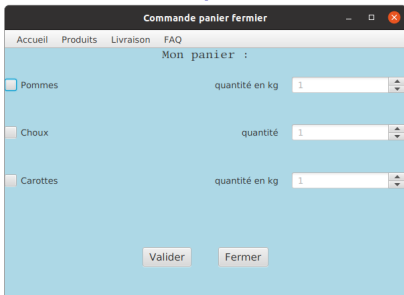 Commande panier fermier
Accueil Produits Livraison FAQ
Mon panier :
Pommes quantité en kg 1
Choux quantité 1
Carottes quantité en kg 1
Valider Fermer